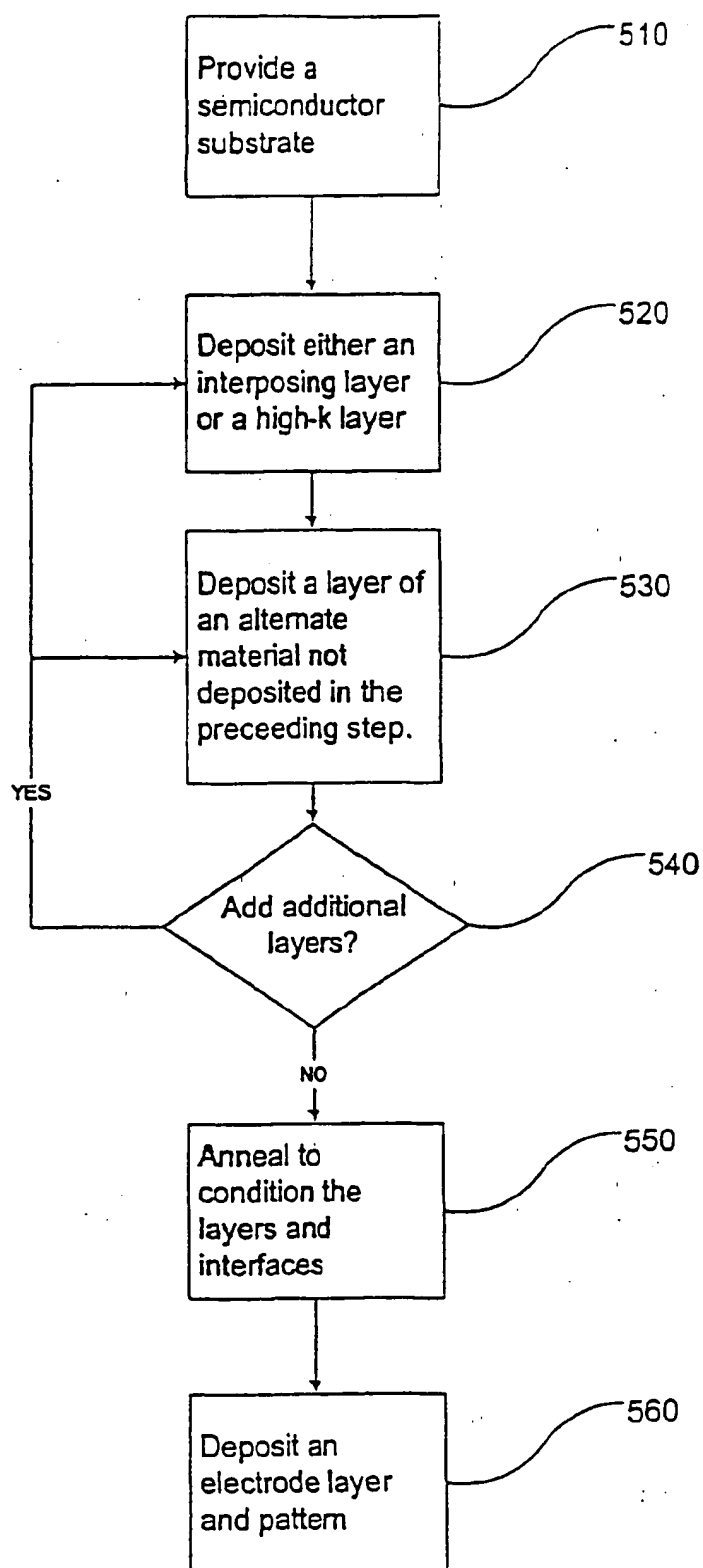 510
Provide a
semiconductor
substrate
520
Deposit either an
interposing layer
or a high-k layer
530
Deposit a layer of
an alternate
material not
deposited in the
preceeding step.
YES
540
Add additional
layers?
NO
550
Anneal to
condition the
layers and
interfaces
560
Deposit an
electrode layer
and pattern